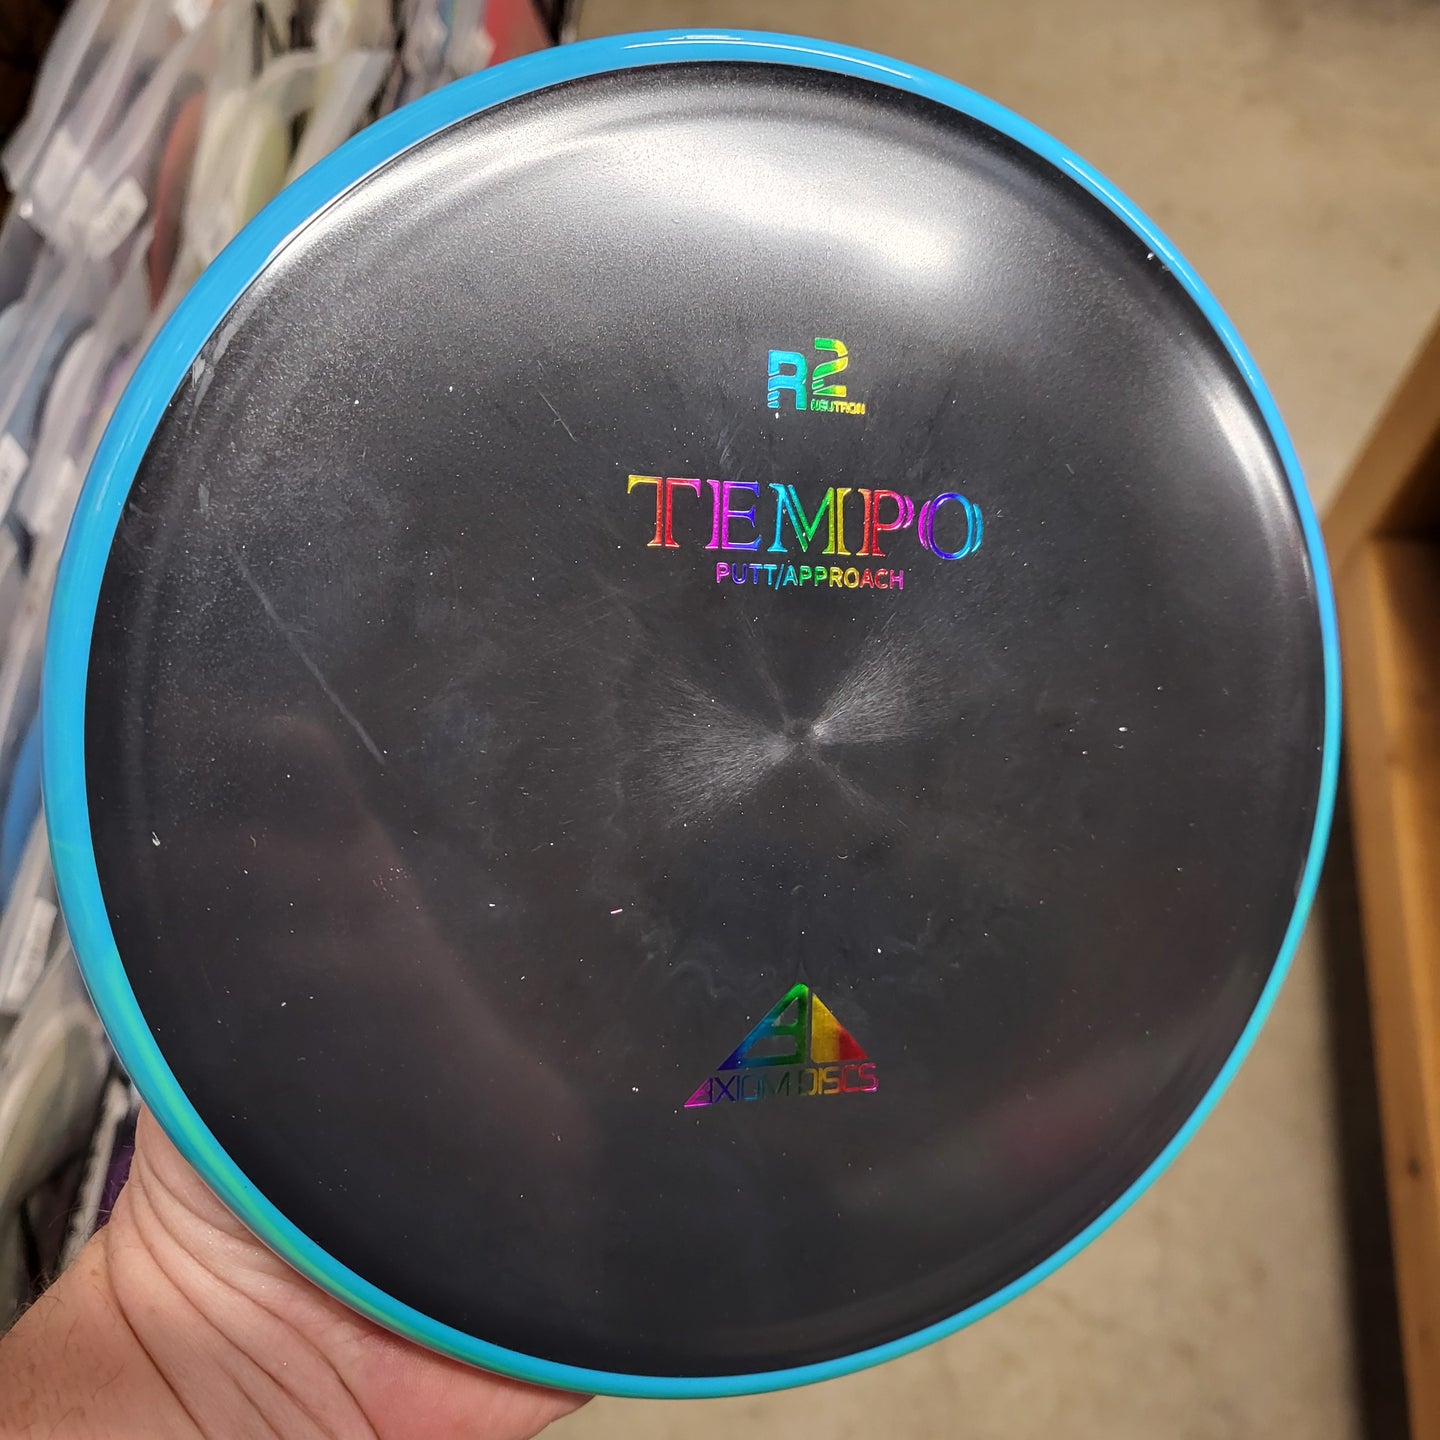 R2
NEUTRON
TEMPO
PUTT/APPROACH
AXIOM DISCS